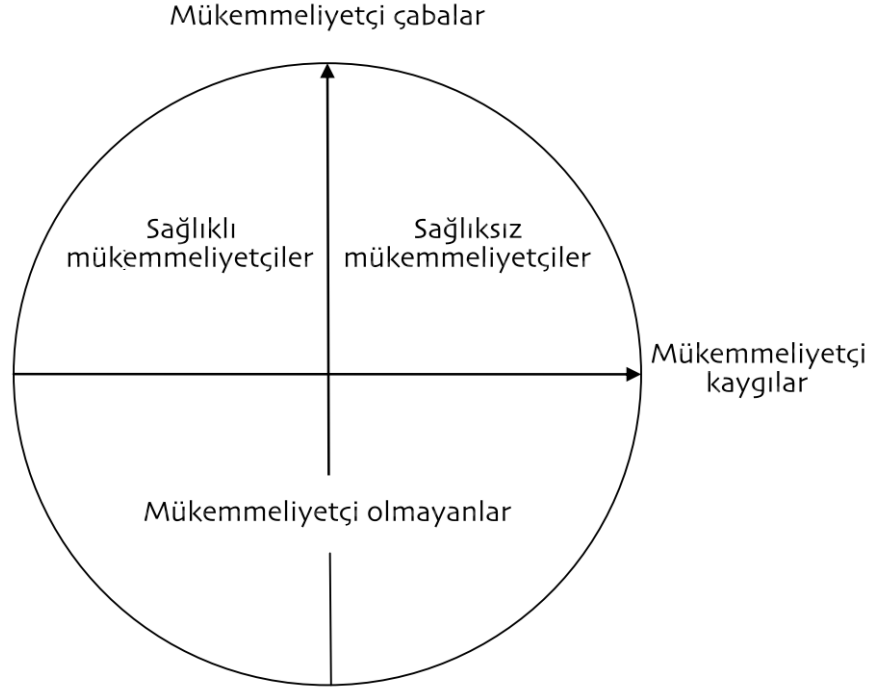 Mükemmeliyetçi çabalar
Sağlıklı
mükemmeliyetçiler
Sağlıksız
mükemmeliyetçiler
Mükemmeliyetçi
kaygılar
Mükemmeliyetçi olmayanlar